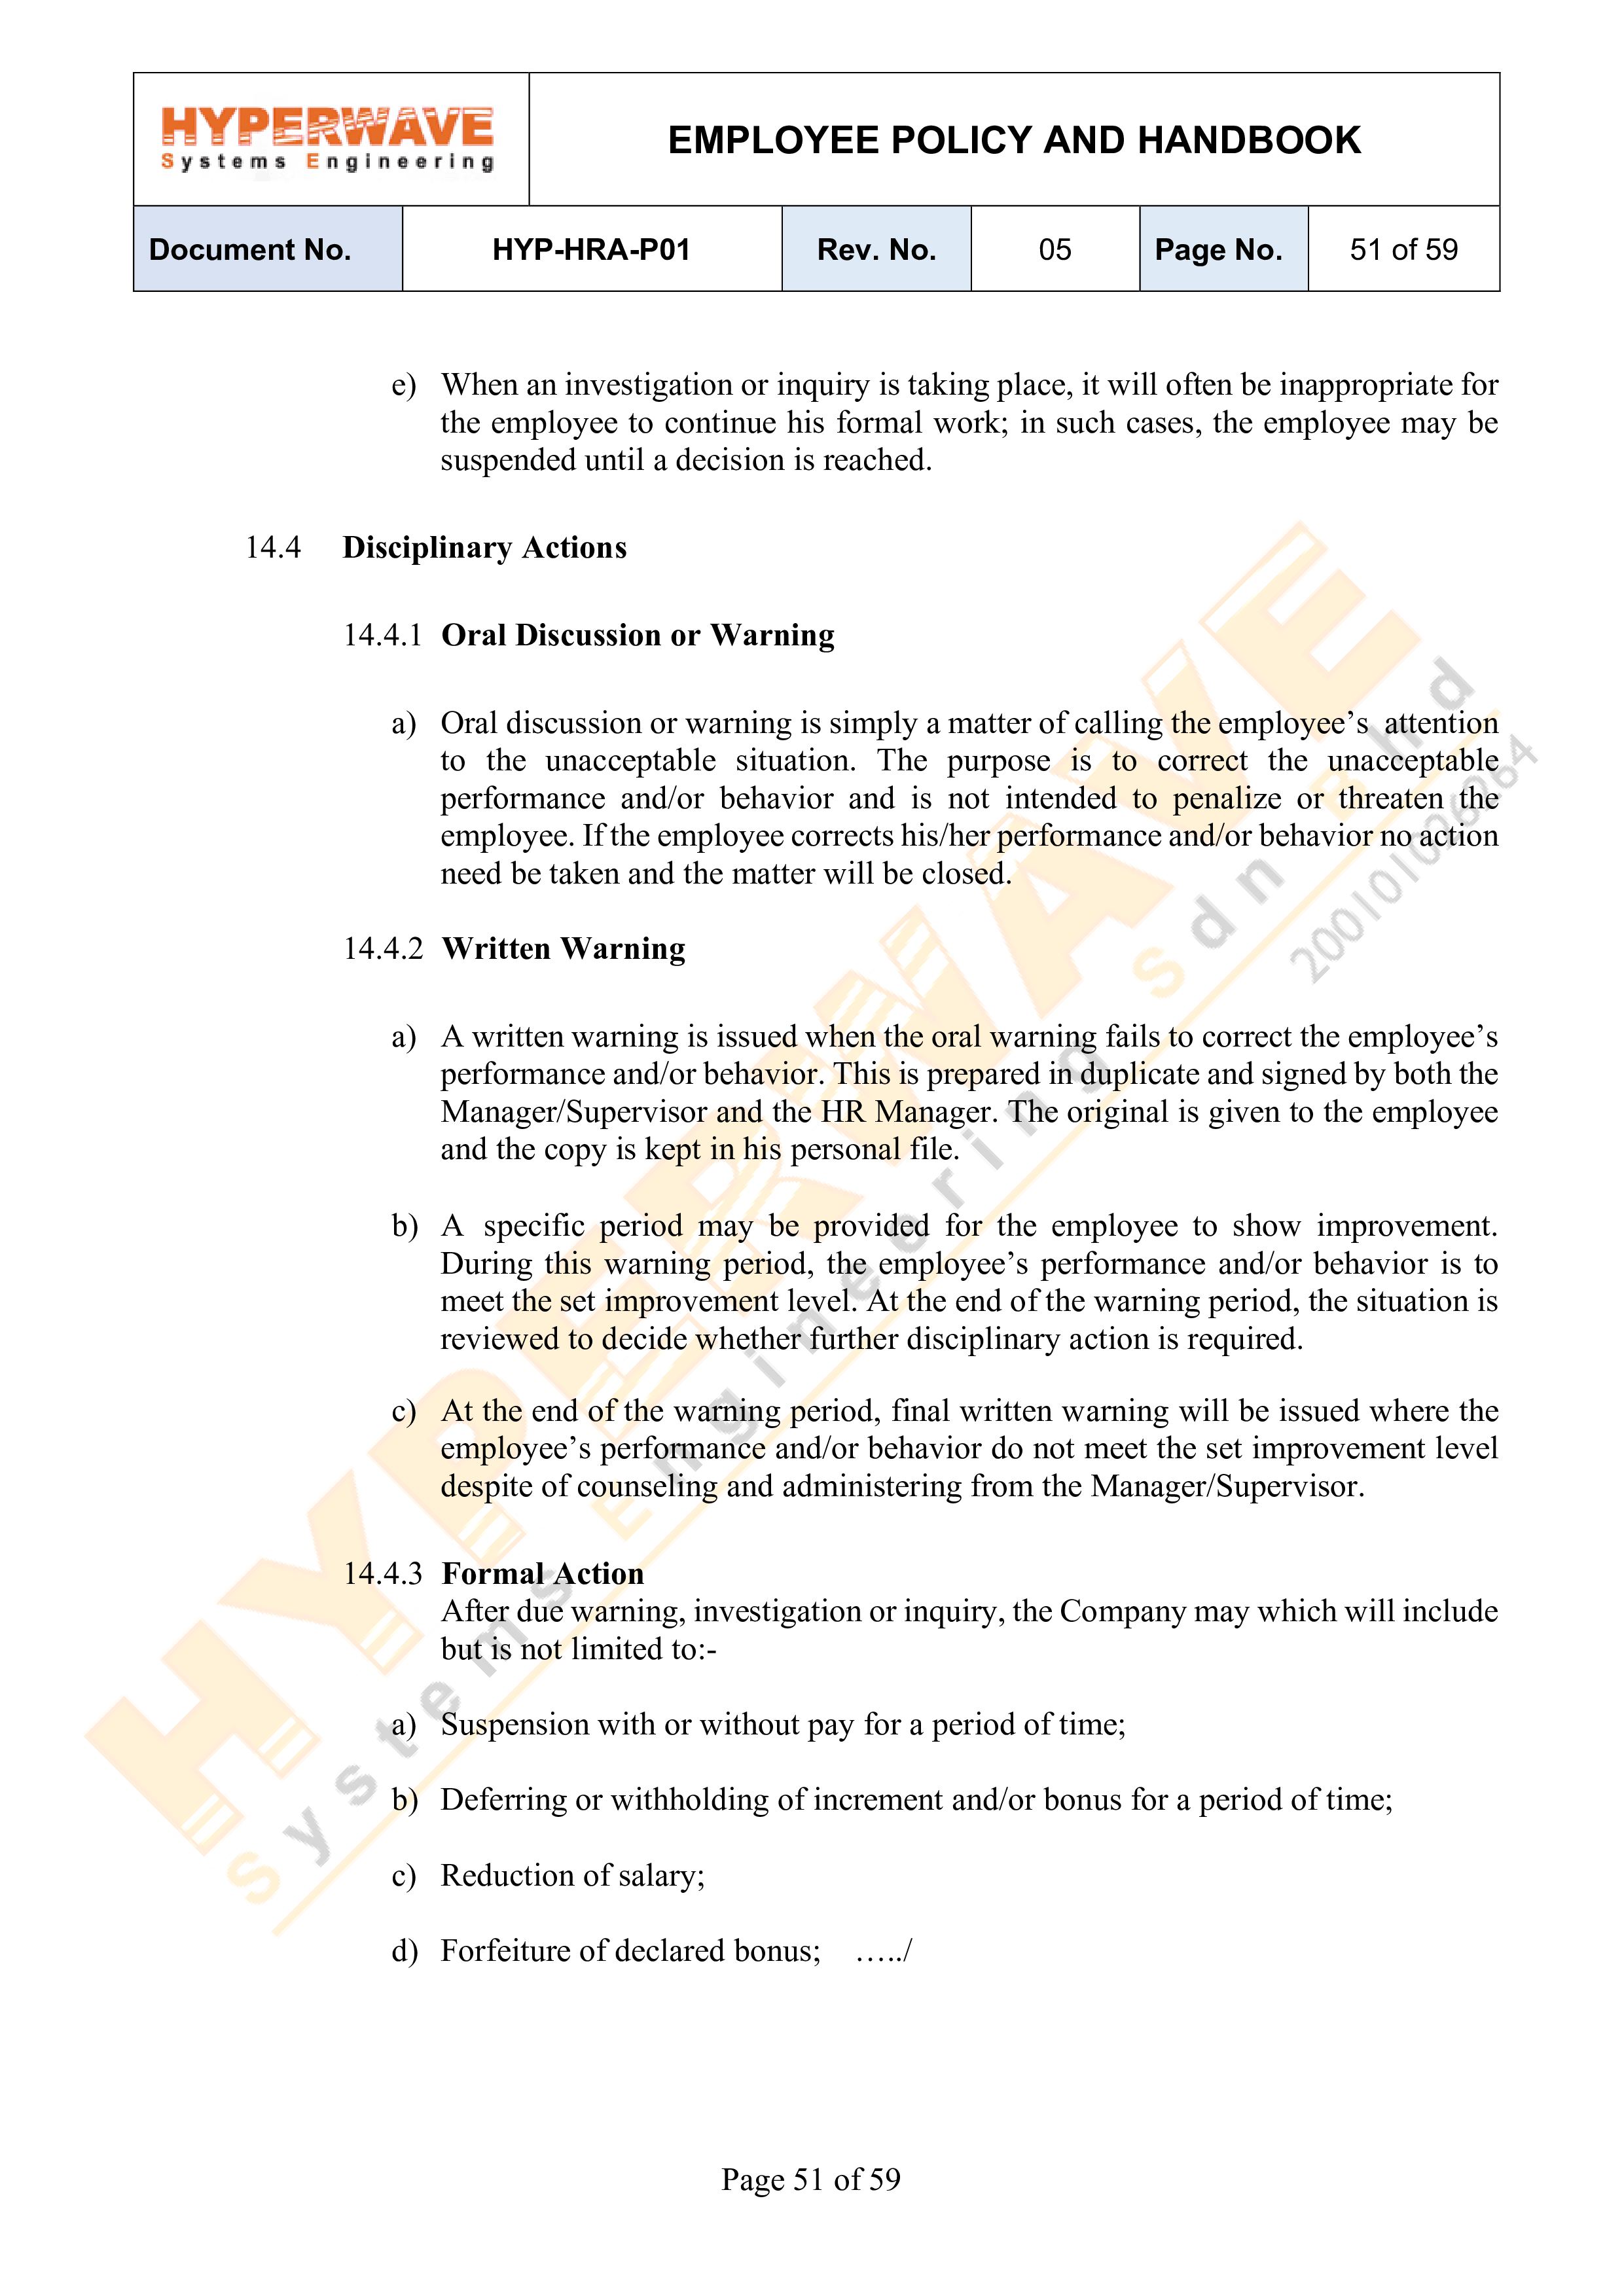 HYPERWAVE
Systems Engineering
EMPLOYEE POLICY AND HANDBOOK
Document No. HYP-HRA-P01 Rev. No. 05 Page No. 51 of 59
e) When an investigation or inquiry is taking place, it will often be inappropriate for
the employee to continue his formal work; in such cases, the employee may be
suspended until a decision is reached.
14.4 Disciplinary Actions
14.4.1 Oral Discussion or Warning
a) Oral discussion or warning is simply a matter of calling the employee’s attention
to the unacceptable situation. The purpose is to correct the unacceptable
performance and/or behavior and is not intended to penalize or threaten the
employee. If the employee corrects his/her performance and/or behavior no action
need be taken and the matter will be closed.
14.4.2 Written Warning
a) A written warning is issued when the oral warning fails to correct the employee’s
performance and/or behavior. This is prepared in duplicate and signed by both the
Manager/Supervisor and the HR Manager. The original is given to the employee
and the copy is kept in his personal file.
b) A specific period may be provided for the employee to show improvement.
During this warning period, the employee’s performance and/or behavior is to
meet the set improvement level. At the end of the warning period, the situation is
reviewed to decide whether further disciplinary action is required.
c) At the end of the warning period, final written warning will be issued where the
employee’s performance and/or behavior do not meet the set improvement level
despite of counseling and administering from the Manager/Supervisor.
14.4.3 Formal Action
After due warning, investigation or inquiry, the Company may which will include
but is not limited to:-
a) Suspension with or without pay for a period of time;
b) Deferring or withholding of increment and/or bonus for a period of time;
c) Reduction of salary;
d) Forfeiture of declared bonus; …../
HYPERWAVE
Systems Engineering Sdn Bhd
200101026264
Page 51 of 59